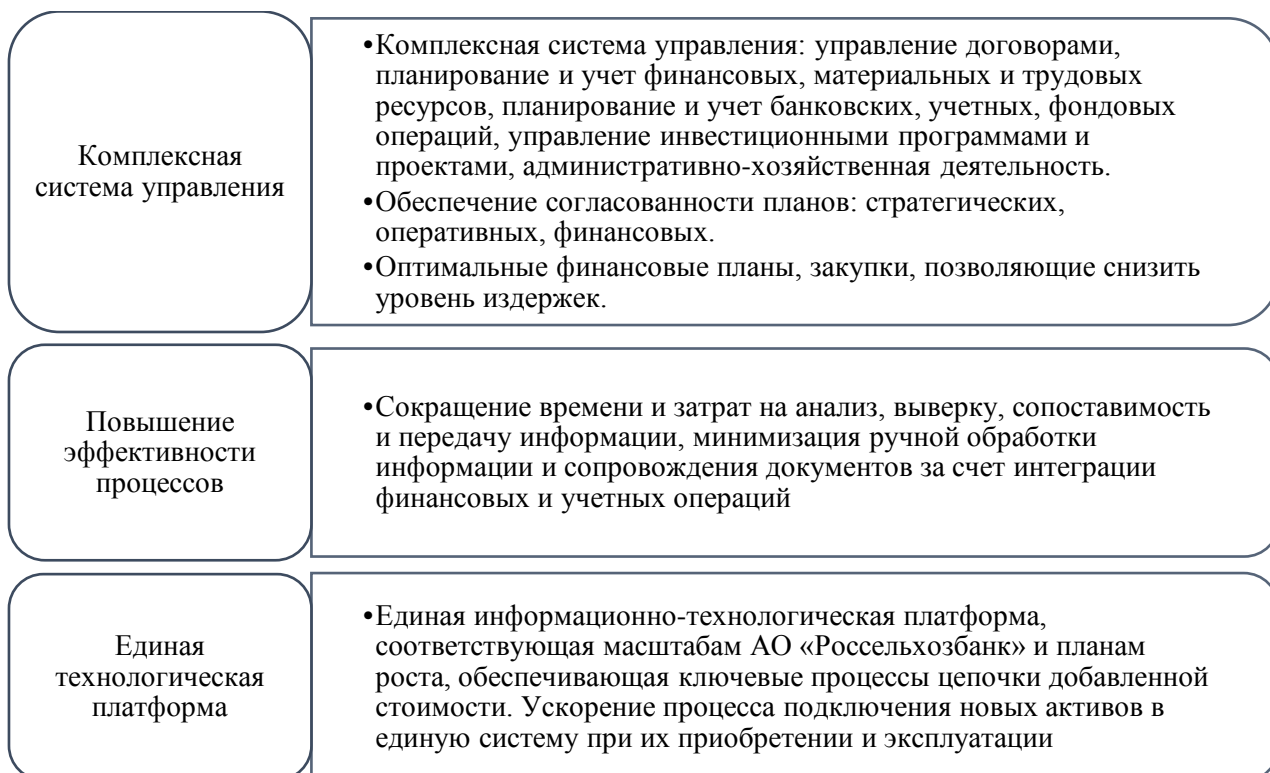 Комплексная
система управления
•Комплексная система управления: управление договорами,
планирование и учет финансовых, материальных и трудовых
ресурсов, планирование и учет банковских, учетных, фондовых
операций, управление инвестиционными программами и
проектами, административно-хозяйственная деятельность.
•Обеспечение согласованности планов: стратегических,
оперативных, финансовых.
•Оптимальные финансовые планы, закупки, позволяющие снизить
уровень издержек.
Повышение
эффективности
процессов
•Сокращение времени и затрат на анализ, выверку, сопоставимость
и передачу информации, минимизация ручной обработки
информации и сопровождения документов за счет интеграции
финансовых и учетных операций
Единая
технологическая
платформа
•Единая информационно-технологическая платформа,
соответствующая масштабам АО «Россельхозбанк» и планам
роста, обеспечивающая ключевые процессы цепочки добавленной
стоимости. Ускорение процесса подключения новых активов в
единую систему при их приобретении и эксплуатации